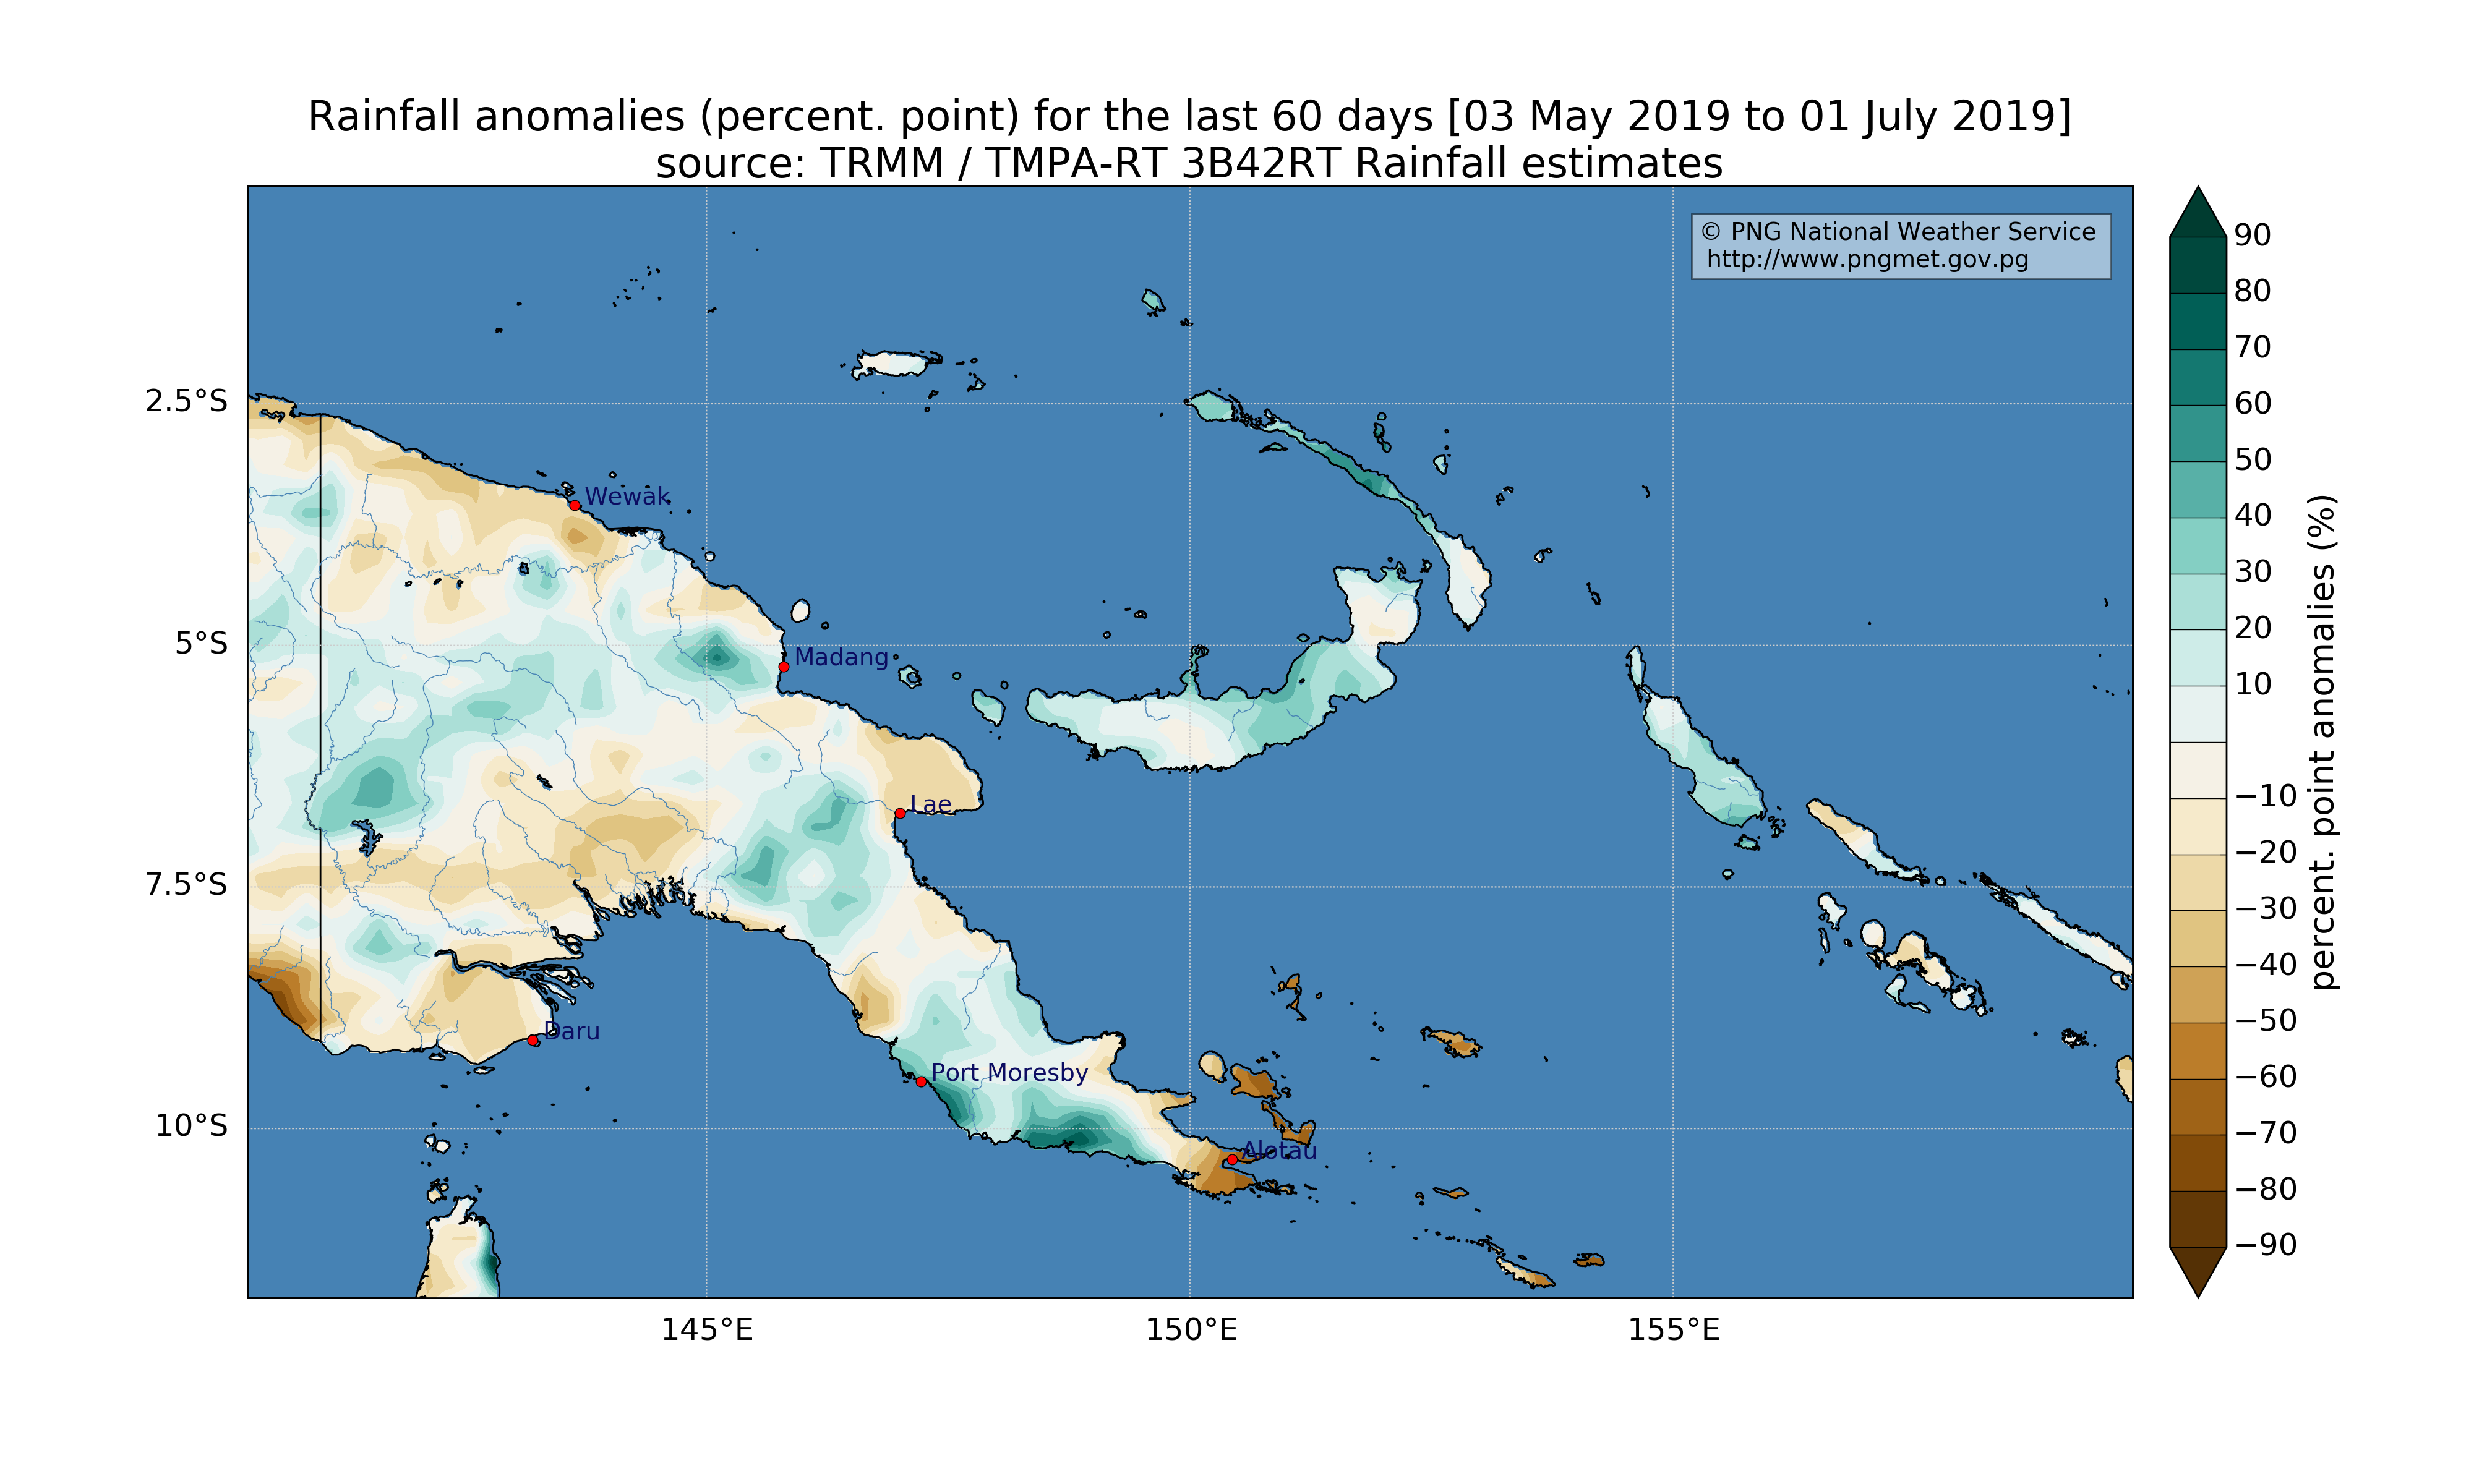 Rainfall anomalies (percent. point) for the last 60 days [03 May 2019 to 01 July 2019]
source: TRMM / TMPA-RT 3B42RT Rainfall estimates
© PNG National Weather Service
http://www.pngmet.gov.pg
2.5°S
5°S
7.5°S
10°S
Wewak
Madang
Lae
Daru
Port Moresby
Alotau
145°E
150°E
155°E
90
80
70
60
50
40
30
20
10
−10
−20
−30
−40
−50
−60
−70
−80
−90
percent. point anomalies (%)